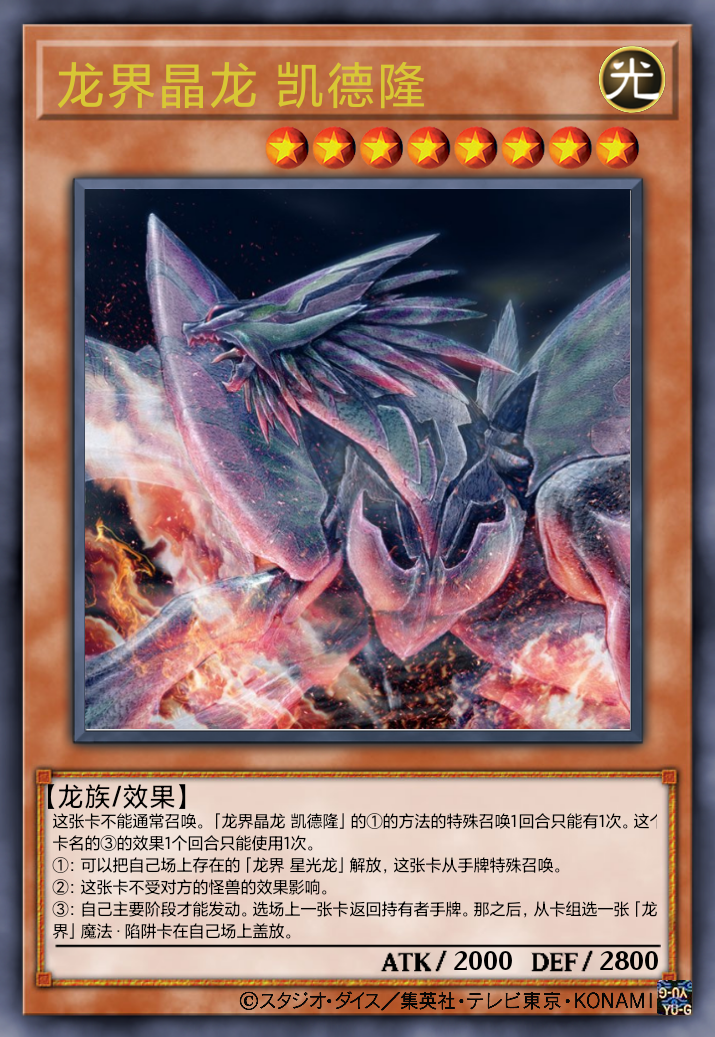 龙界晶龙 凯德隆
光
【龙族/效果】
这张卡不能通常召唤。「龙界晶龙 凯德隆」的①的方法的特殊召唤1回合只能有1次。这个
卡名的③的效果1个回合只能使用1次。
①：可以把自己场上存在的「龙界 星光龙」解放，这张卡从手牌特殊召唤。
②：这张卡不受对方的怪兽的效果影响。
③：自己主要阶段才能发动。选场上一张卡返回持有者手牌。那之后，从卡组选一张「龙
界」魔法·陷阱卡在自己场上盖放。
ATK/ 2000 DEF/ 2800
©スタジオ・ダイス／集英社・テレビ東京・KONAMI
YU-G
YU-G